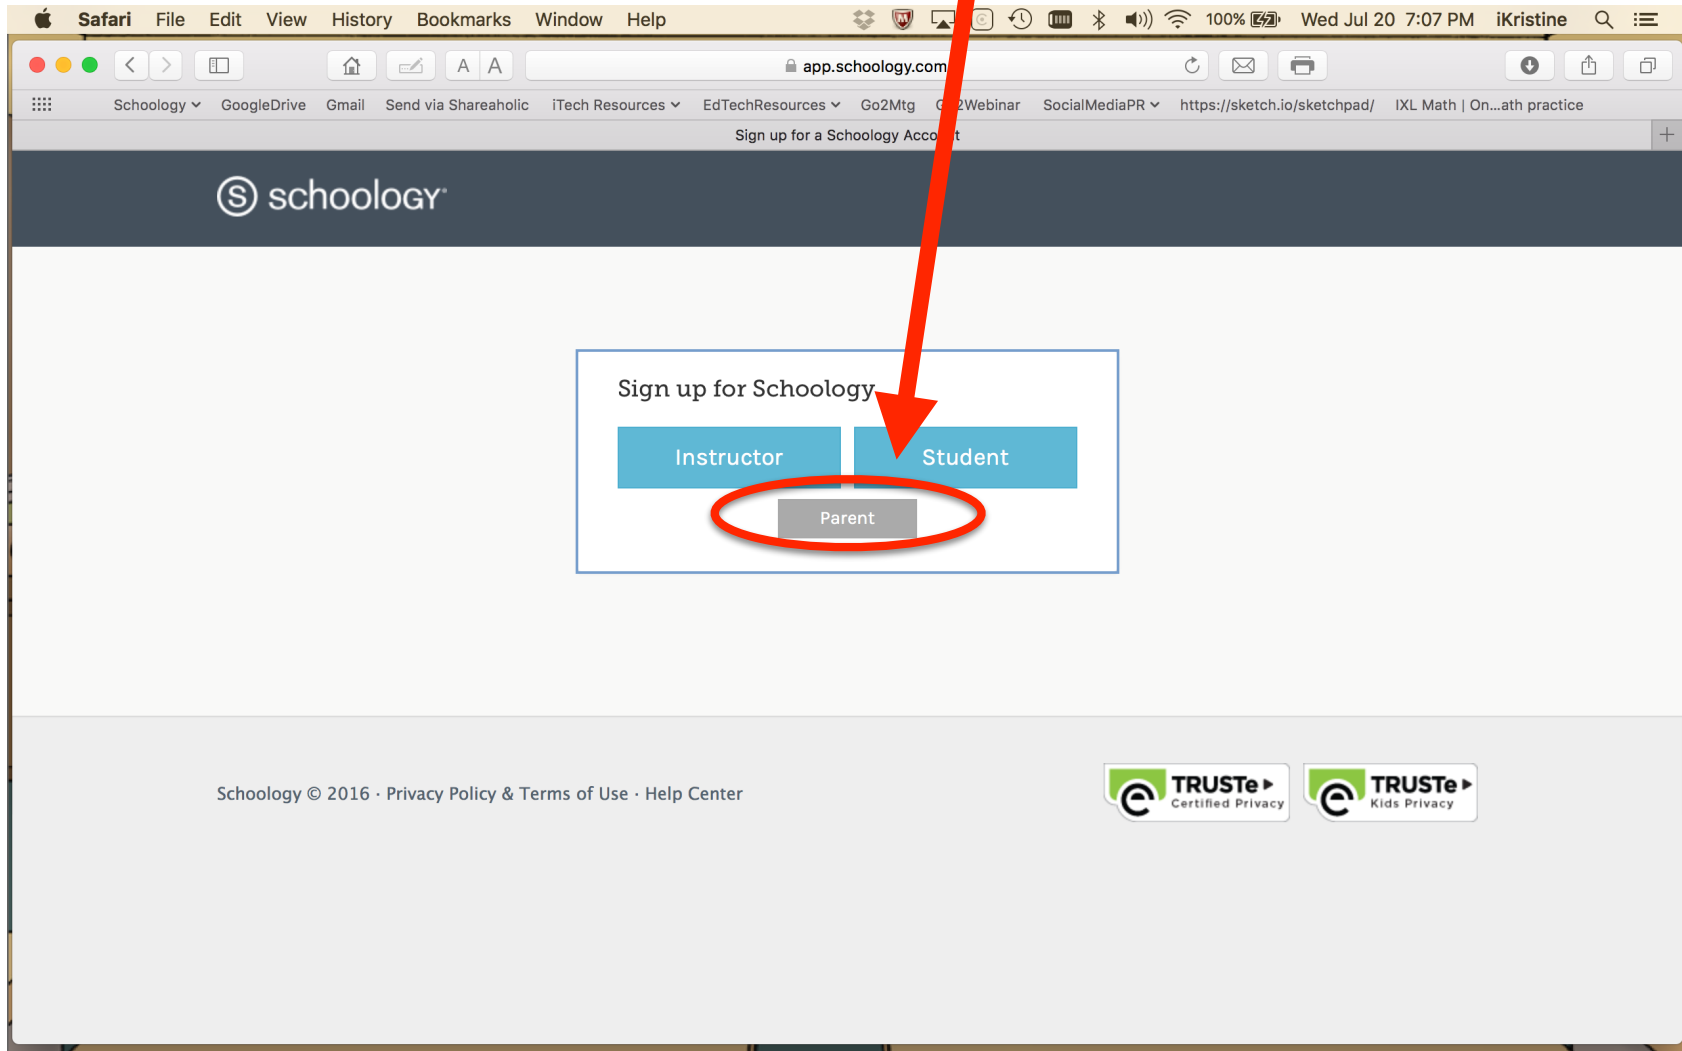 Safari File Edit View History Bookmarks Window Help 100% Wed Jul 20 7:07 PM iKristine
A A app.schoology.com
Schoology GoogleDrive Gmail Send via Shareaholic iTech Resources EdTechResources Go2Mtg SocialMediaPR https://sketch.io/sketchpad/ IXL Math | On...ath practice
Sign up for a Schoology Account
S schoology
Sign up for Schoology
Instructor Student
Parent
Schoology © 2016 · Privacy Policy & Terms of Use · Help Center
TRUSTe
Certified Privacy
TRUSTe
Kids Privacy